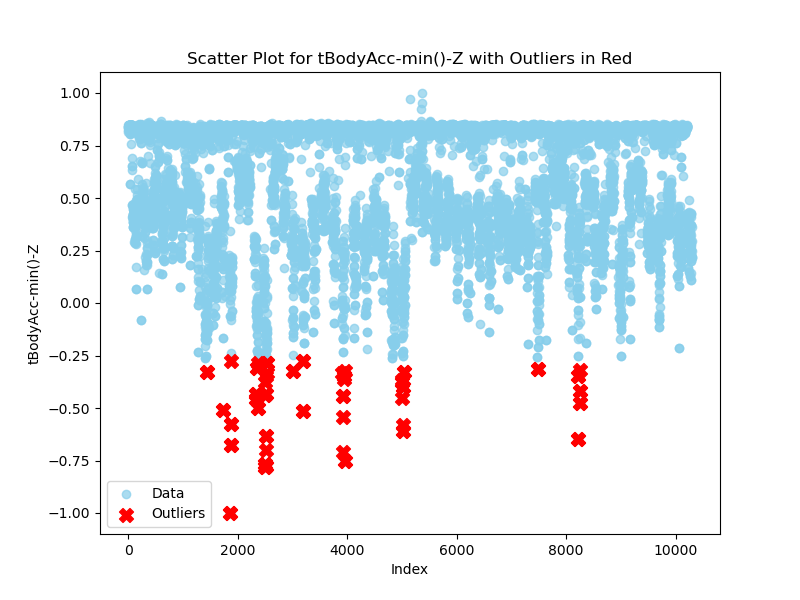 Scatter Plot for tBodyAcc-min()-Z with Outliers in Red
1.00
0.75
0.50
0.25
0.00
−0.25
−0.50
−0.75
−1.00
tBodyAcc-min()-Z
Data
Outliers
0 2000 4000 6000 8000 10000
Index